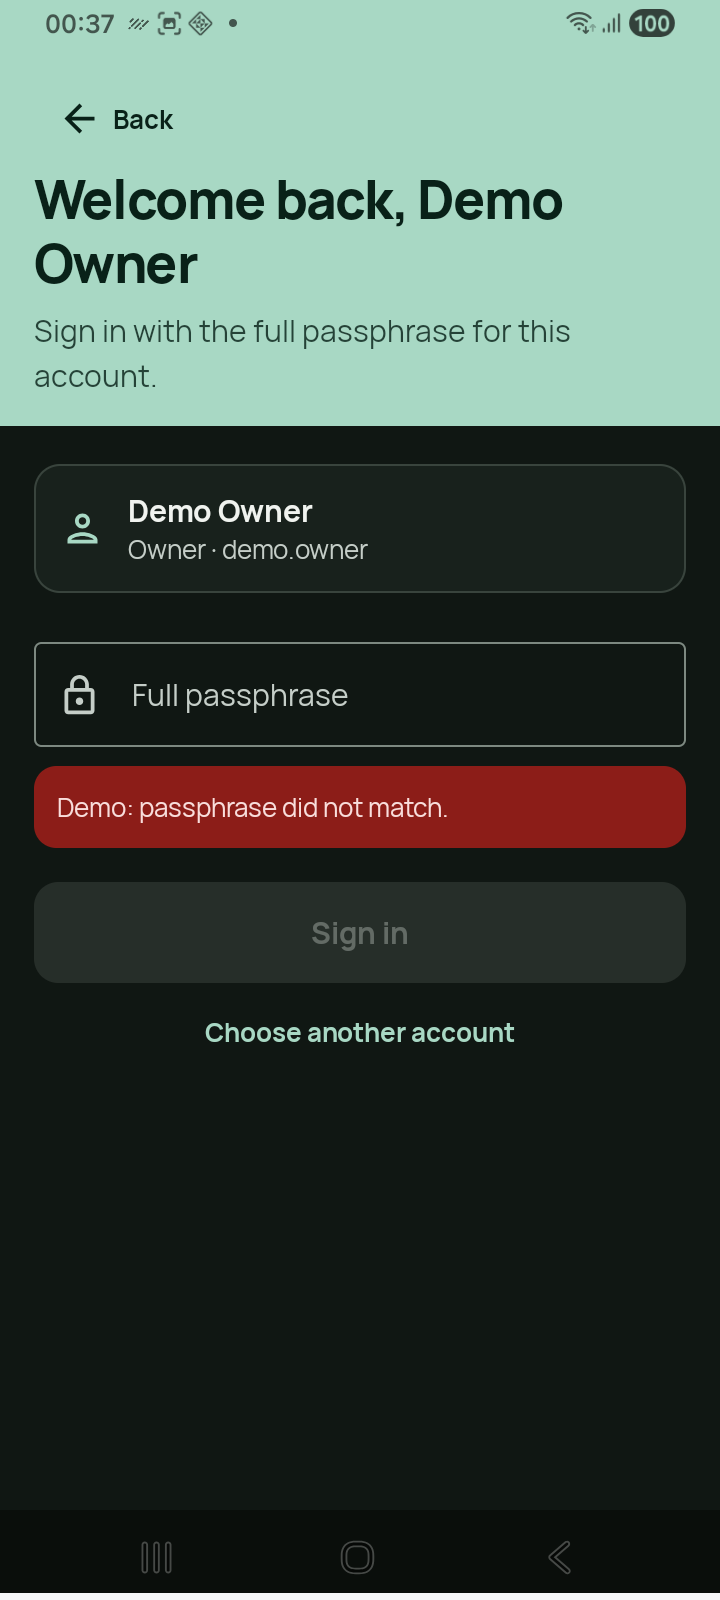 00:37
100
Back
Welcome back, Demo
Owner
Sign in with the full passphrase for this
account.
Demo Owner
Owner · demo.owner
Full passphrase
Demo: passphrase did not match.
Sign in
Choose another account